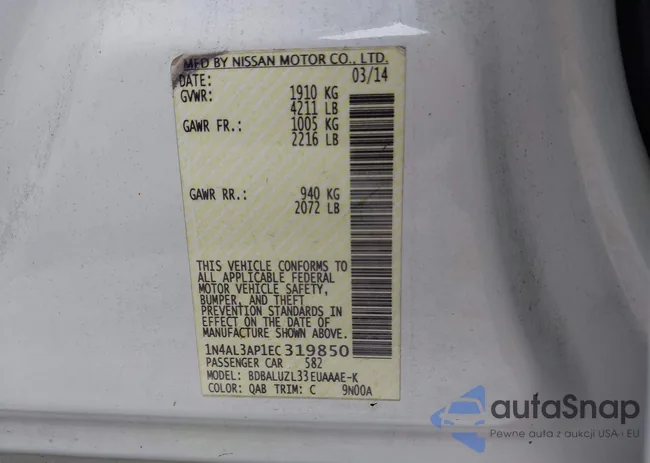 MFD BY NISSAN MOTOR CO., LTD.
DATE: 03/14
GVWR: 1910 KG
4211 LB
GAWR FR.: 1005 KG
2216 LB
GAWR RR.: 940 KG
2072 LB
THIS VEHICLE CONFORMS TO
ALL APPLICABLE FEDERAL
MOTOR VEHICLE SAFETY,
BUMPER, AND THEFT
PREVENTION STANDARDS IN
EFFECT ON THE DATE OF
MANUFACTURE SHOWN ABOVE.
1N4AL3AP1EC319850
PASSENGER CAR 582
MODEL: BDBALUZL33EUAAAE-K
COLOR: QAB TRIM: C 9N00A
autaSnap
Pewne auta z aukcji USA i EU